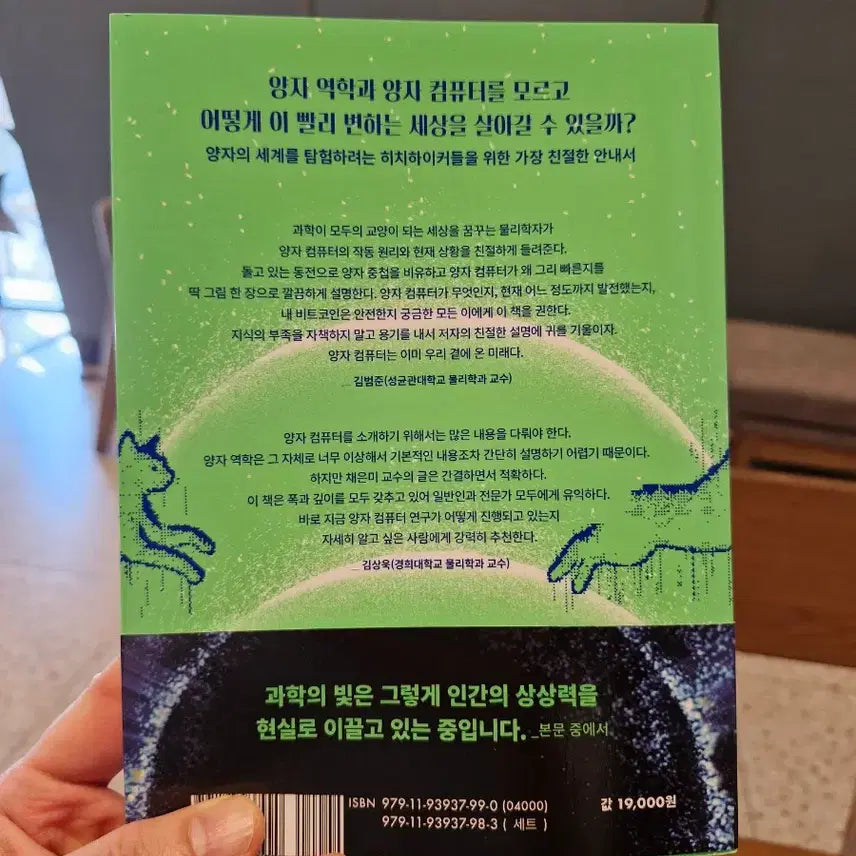 양자 역학과 양자 컴퓨터를 모르고
어떻게 이 빨리 변하는 세상을 살아갈 수 있을까?
양자의 세계를 탐험하려는 히치하이커들을 위한 가장 친절한 안내서
과학이 모두의 교양이 되는 세상을 꿈꾸는 물리학자가
양자 컴퓨터의 작동 원리와 현재 상황을 친절하게 들려준다.
돌고 있는 동전으로 양자 중첩을 비유하고 양자 컴퓨터가 왜 그리 빠른지를
딱 그림 한 장으로 깔끔하게 설명한다. 양자 컴퓨터가 무엇인지, 현재 어느 정도까지 발전했는지,
내 비트코인은 안전한지 궁금한 모든 이에게 이 책을 권한다.
지식의 부족을 자책하지 말고 용기를 내서 저자의 친절한 설명에 귀를 기울이자.
양자 컴퓨터는 이미 우리 곁에 온 미래다.
_ 김범준(성균관대학교 물리학과 교수)
양자 컴퓨터를 소개하기 위해서는 많은 내용을 다뤄야 한다.
양자 역학은 그 자체로 너무 이상해서 기본적인 내용조차 간단히 설명하기 어렵기 때문이다.
하지만 채은미 교수의 글은 간결하면서 적확하다.
이 책은 폭과 깊이를 모두 갖추고 있어 일반인과 전문가 모두에게 유익하다.
바로 지금 양자 컴퓨터 연구가 어떻게 진행되고 있는지
자세히 알고 싶은 사람에게 강력히 추천한다.
_ 김상욱(경희대학교 물리학과 교수)
과학의 빛은 그렇게 인간의 상상력을
현실로 이끌고 있는 중입니다. _본문 중에서
ISBN 979-11-93937-99-0 (04000) 값 19,000원
979-11-93937-98-3 ( 세트 )